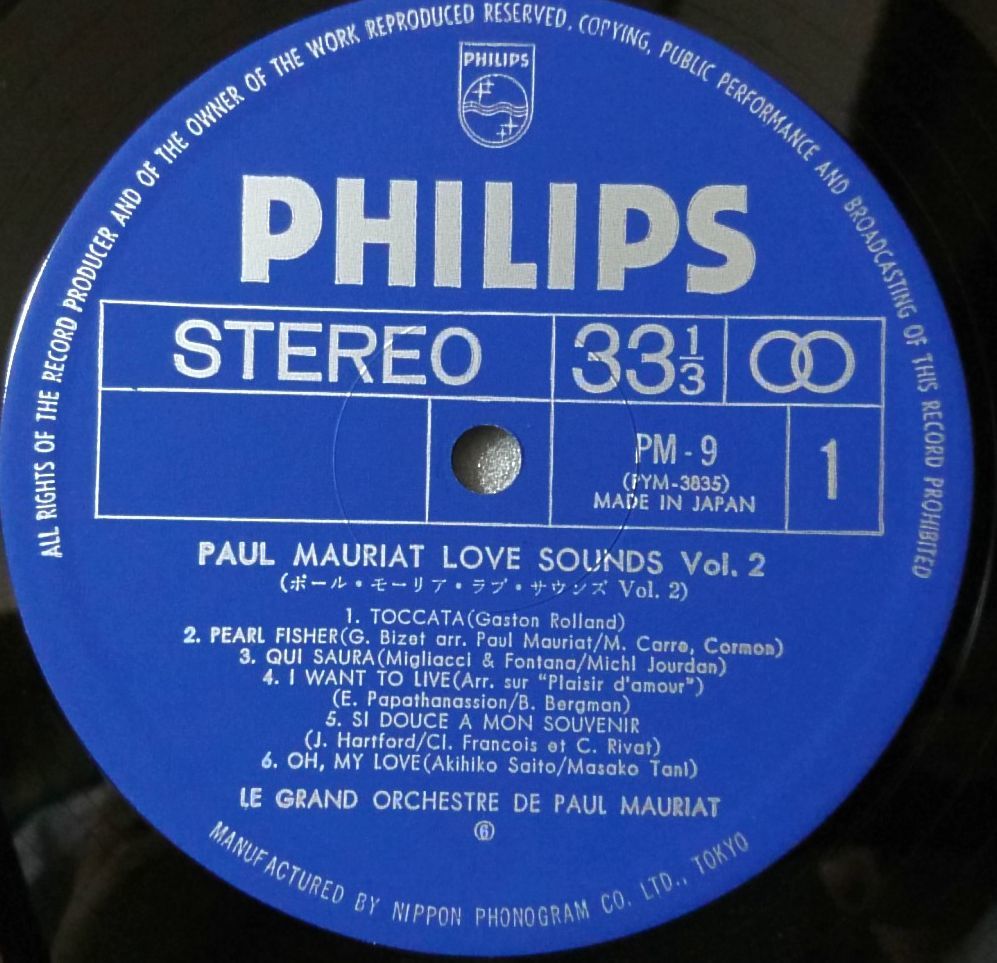 ALL RIGHTS OF THE RECORD PRODUCER AND OF THE OWNER OF THE WORK REPRODUCED RESERVED. COPYING, PUBLIC PERFORMANCE AND BROADCASTING OF THIS RECORD PROHIBITED
PHILIPS
PHILIPS
STEREO
33 1/3
PM-9
(PYM-3835)
MADE IN JAPAN
1
PAUL MAURIAT LOVE SOUNDS Vol. 2
(ポール・モーリア・ラブ・サウンズ Vol. 2)
1. TOCCATA(Gaston Rolland)
2. PEARL FISHER(G. Bizet arr. Paul Mauriat/M. Carre, Cormon)
3. QUI SAURA(Migliacci & Fontana/Michl Jourdan)
4. I WANT TO LIVE(Arr. sur "Plaisir d'amour")
(E. Papathanassion/B. Bergman)
5. SI DOUCE A MON SOUVENIR
(J. Hartford/Cl. Francois et C. Rivat)
6. OH, MY LOVE(Akihiko Saito/Masako Tani)
LE GRAND ORCHESTRE DE PAUL MAURIAT
⑥
MANUFACTURED BY NIPPON PHONOGRAM CO. LTD., TOKYO